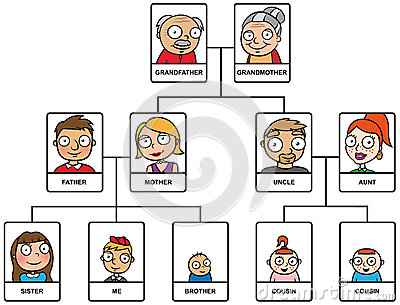 GRANDFATHER GRANDMOTHER
FATHER MOTHER UNCLE AUNT
SISTER ME BROTHER COUSIN COUSIN